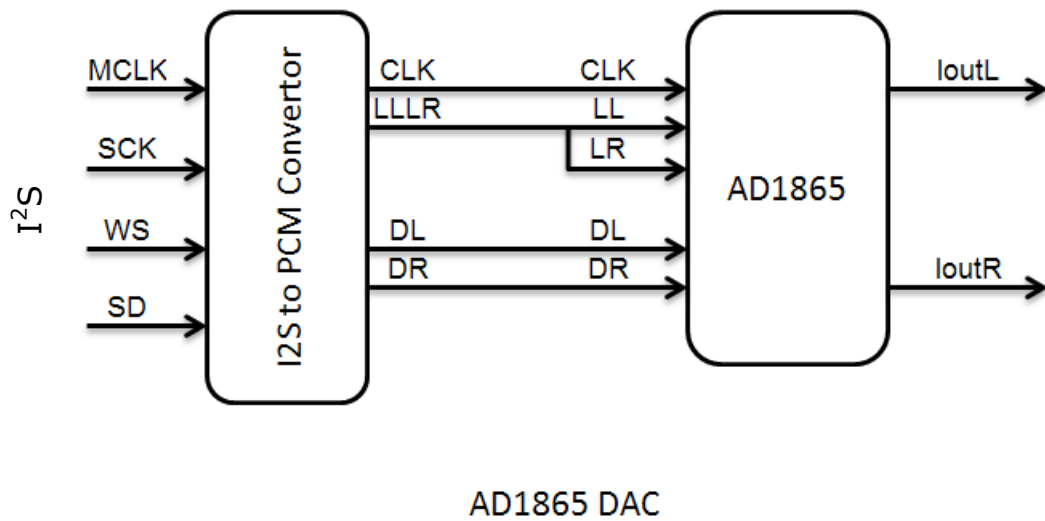 I²S
MCLK
SCK
WS
SD
I2S to PCM Convertor
CLK
LLLR
DL
DR
CLK
LL
LR
DL
DR
AD1865
IoutL
IoutR
AD1865 DAC